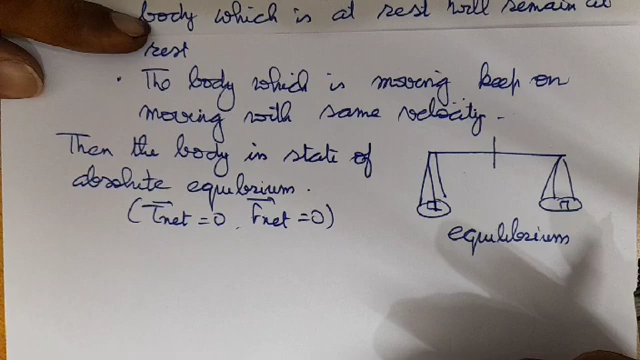 body which is at rest will remain at
rest
· The body which is moving keep on
moving with same velocity.
Then the body in state of
absolute equlibrium.
(τnet = 0, Fnet = 0)
equilibrium